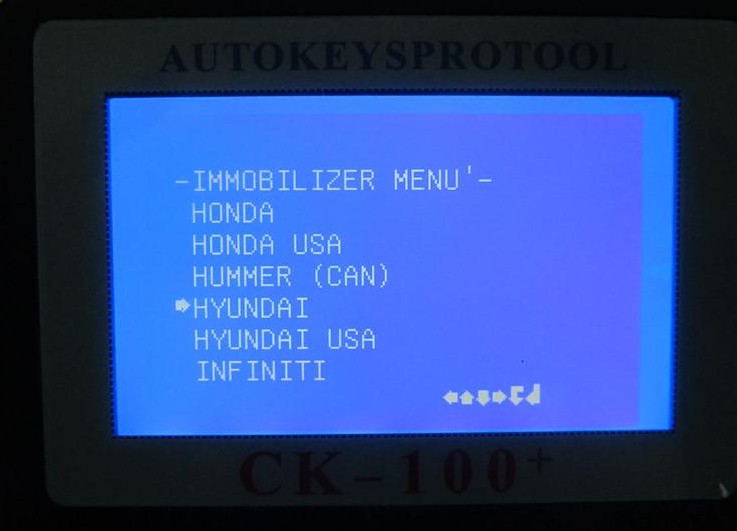 AUTOKEYSPROTOOL
-IMMOBILIZER MENU'-
HONDA
HONDA USA
HUMMER (CAN)
HYUNDAI
HYUNDAI USA
INFINITI
CK-100+